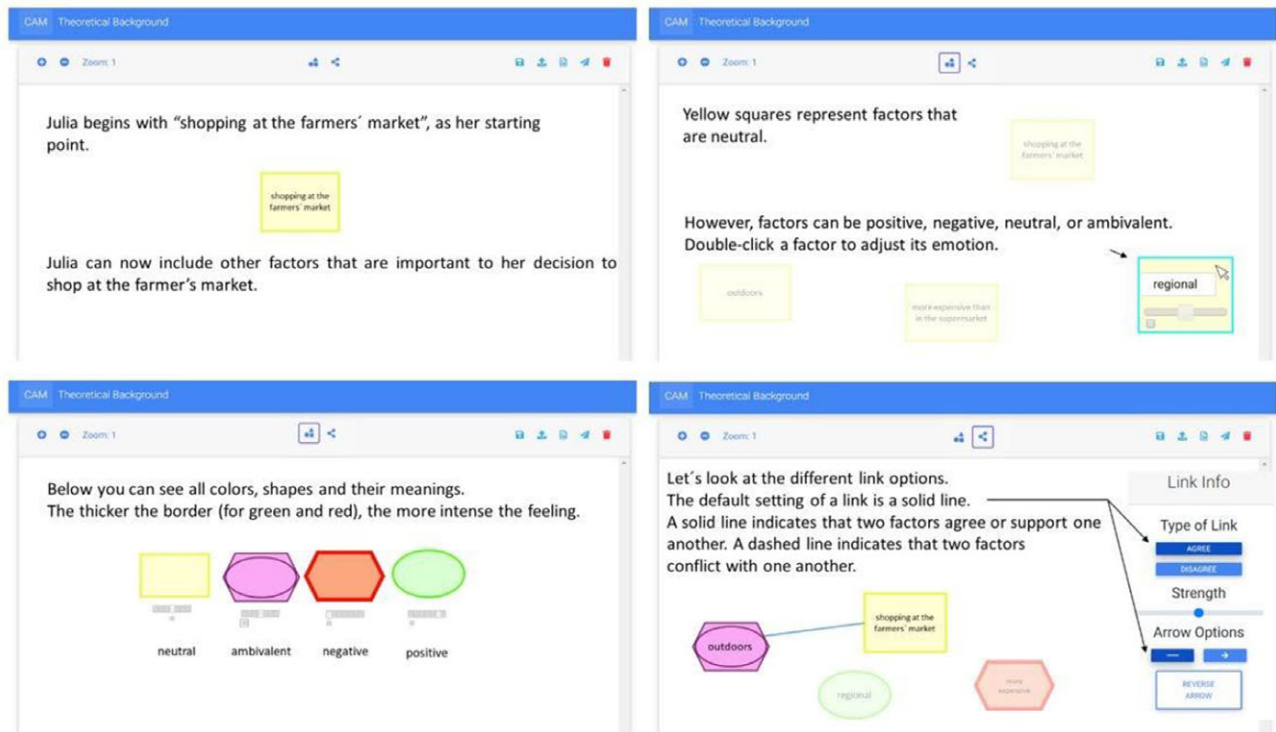 CAM Theoretical Background
Zoom: 1
Julia begins with “shopping at the farmers´ market”, as her starting
point.
shopping at the
farmers´ market
Julia can now include other factors that are important to her decision to
shop at the farmer’s market.
CAM Theoretical Background
Zoom: 1
Yellow squares represent factors that
are neutral.
shopping at the
farmers´ market
However, factors can be positive, negative, neutral, or ambivalent.
Double-click a factor to adjust its emotion.
outdoors
more expensive than
in the supermarket
regional
CAM Theoretical Background
Zoom: 1
Below you can see all colors, shapes and their meanings.
The thicker the border (for green and red), the more intense the feeling.
neutral
ambivalent
negative
positive
CAM Theoretical Background
Zoom: 1
Let´s look at the different link options.
The default setting of a link is a solid line.
A solid line indicates that two factors agree or support one
another. A dashed line indicates that two factors
conflict with one another.
shopping at the
farmers´ market
outdoors
regional
more
expensive
Link Info
Type of Link
AGREE
DISAGREE
Strength
Arrow Options
REVERSE
ARROW